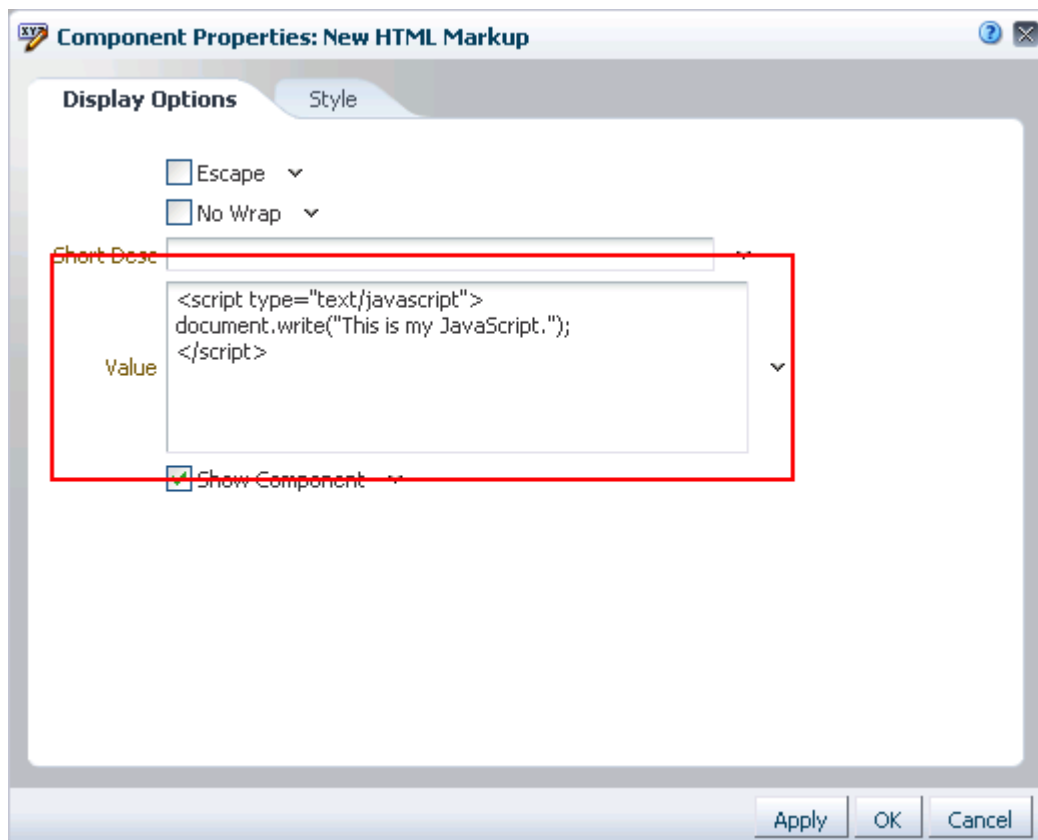 Component Properties: New HTML Markup
Display Options Style
Escape
No Wrap
Short Desc
<script type="text/javascript">
document.write("This is my JavaScript.");
</script>
Value
Show Component
Apply OK Cancel